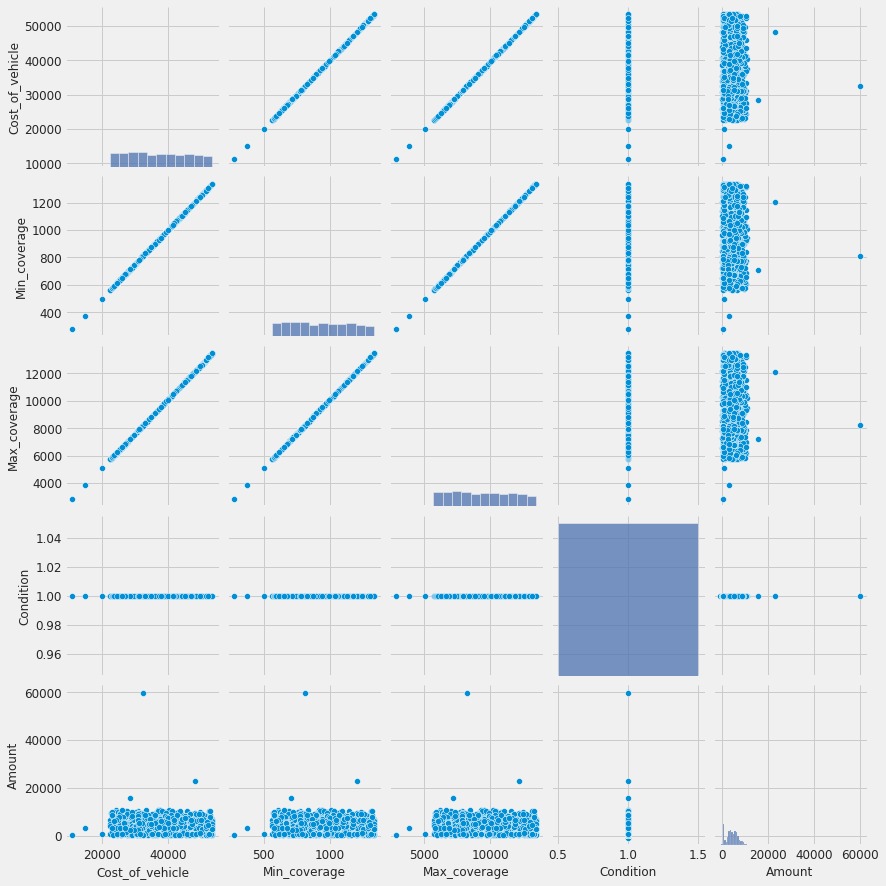 50000
40000
30000
20000
10000
Cost_of_vehicle
1200
1000
800
600
400
Min_coverage
12000
10000
8000
6000
4000
Max_coverage
1.04
1.02
1.00
0.98
0.96
Condition
60000
40000
20000
0
Amount
20000 40000
Cost_of_vehicle
500 1000
Min_coverage
5000 10000
Max_coverage
0.5 1.0 1.5
Condition
0 20000 40000 60000
Amount